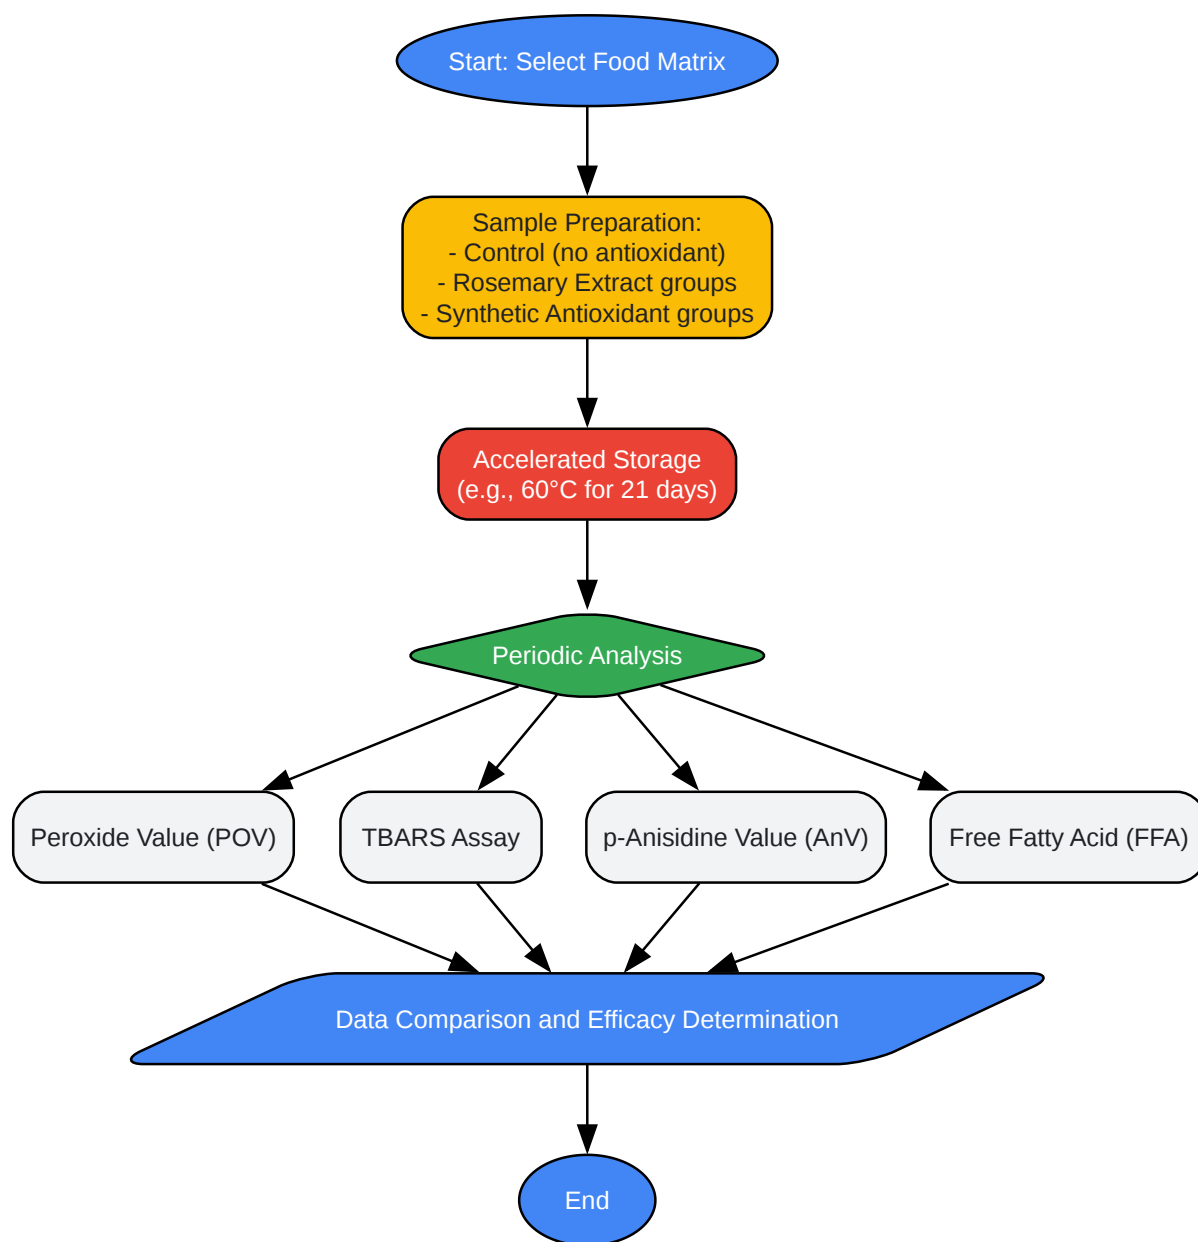 Start: Select Food Matrix
Sample Preparation:
- Control (no antioxidant)
- Rosemary Extract groups
- Synthetic Antioxidant groups
Accelerated Storage
(e.g., 60°C for 21 days)
Periodic Analysis
Peroxide Value (POV)
TBARS Assay
p-Anisidine Value (AnV)
Free Fatty Acid (FFA)
Data Comparison and Efficacy Determination
End